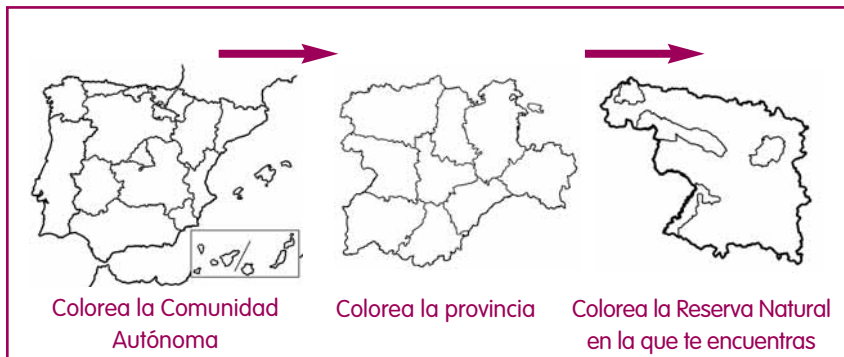 Colorea la Comunidad
Autónoma
Colorea la provincia
Colorea la Reserva Natural
en la que te encuentras